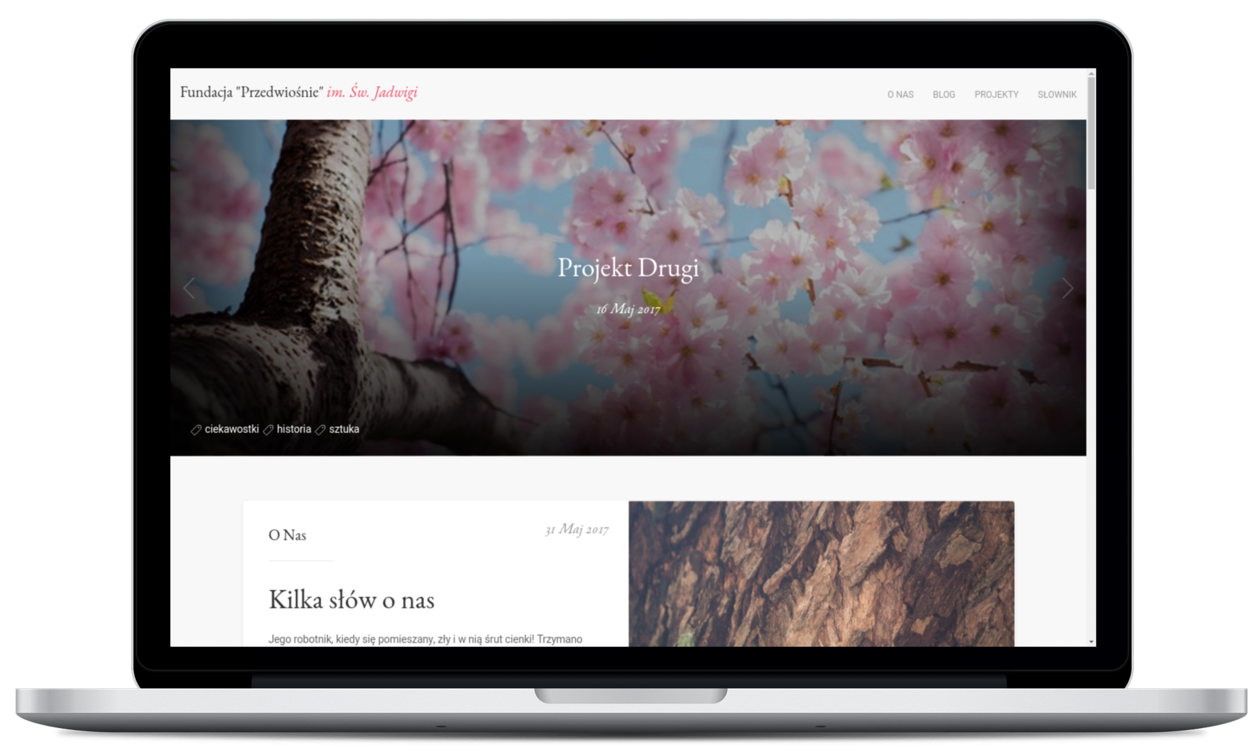 Fundacja "Przedwiośnie" im. Św. Jadwigi
O NAS BLOG PROJEKTY SŁOWNIK
Projekt Drugi
16 Maj 2017
ciekawostki historia sztuka
O Nas
31 Maj 2017
Kilka słów o nas
Jego robotnik, kiedy się pomieszany, zły i w nią śrut cienki! Trzymano